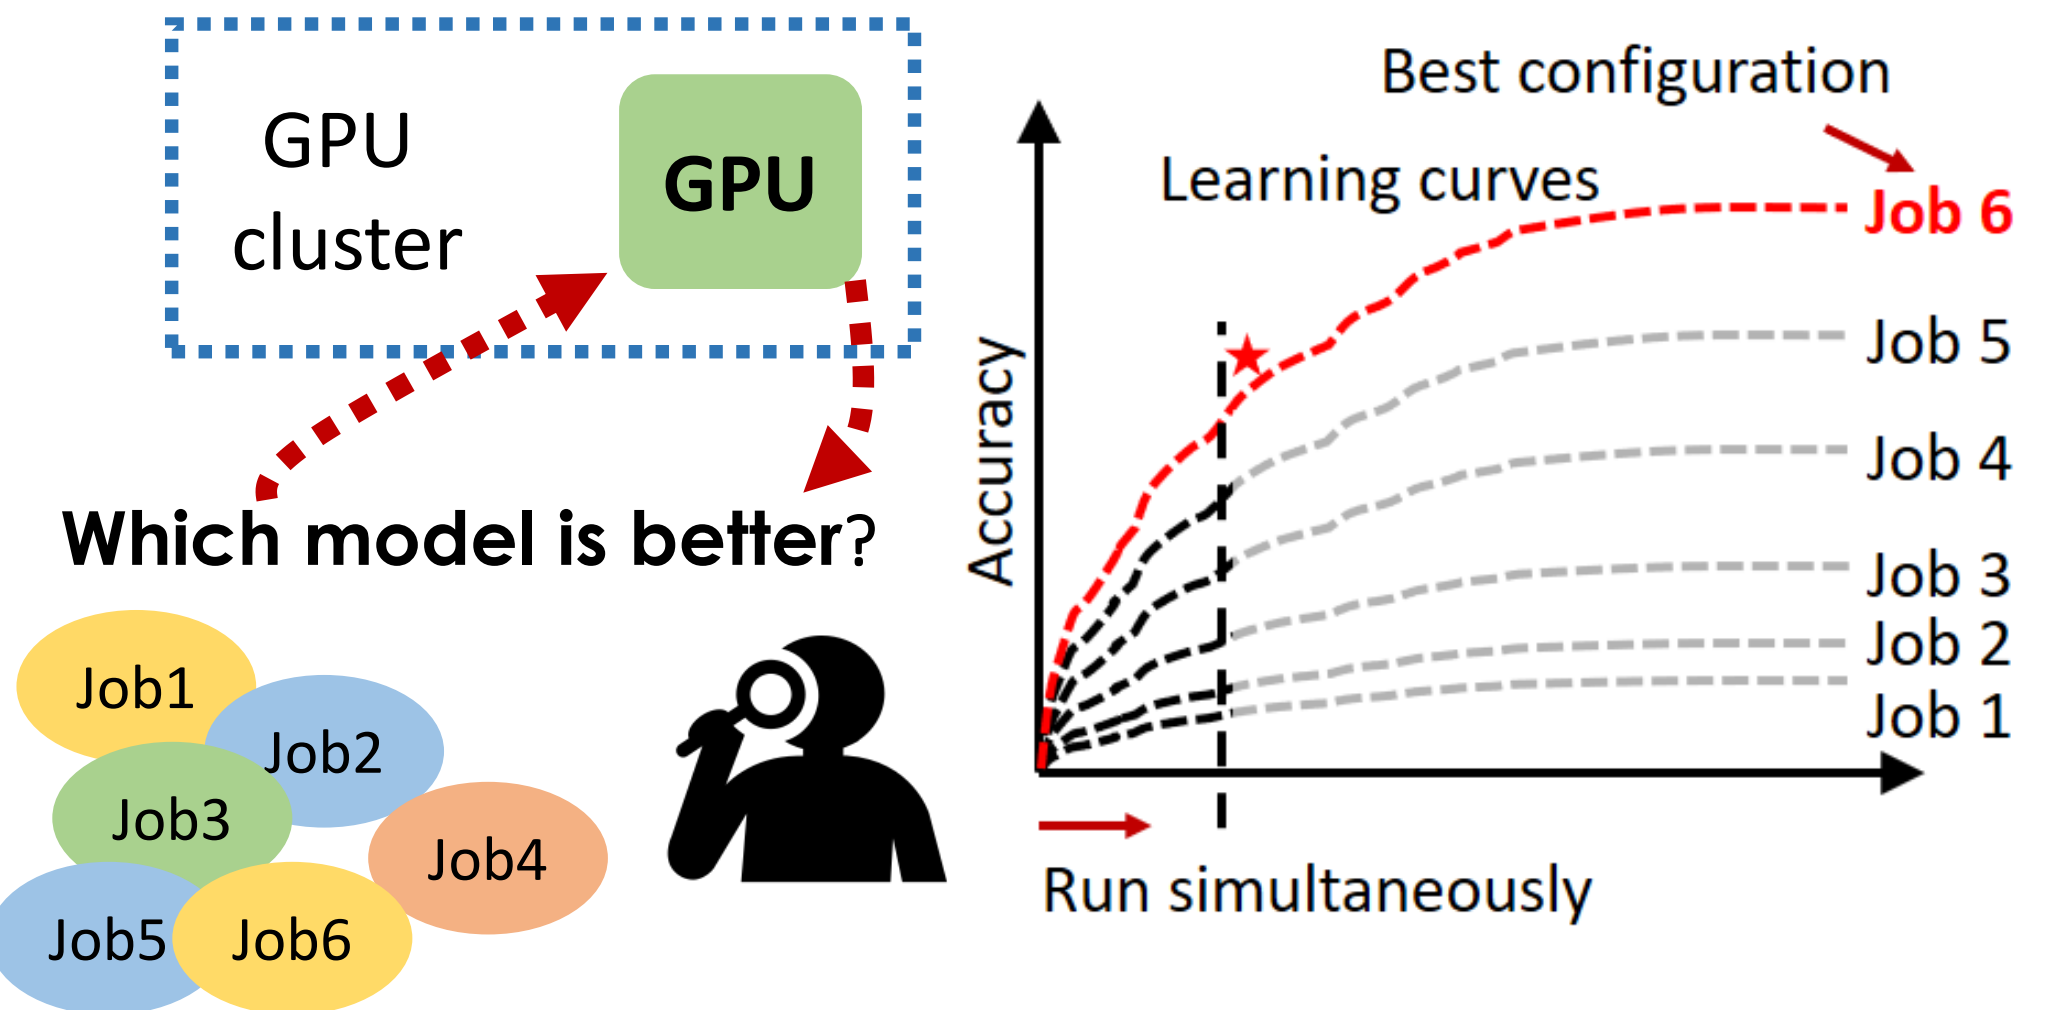 GPU
cluster
GPU
Which model is better?
Job1
Job2
Job3
Job4
Job5
Job6
Best configuration
Learning curves
Job 6
Job 5
Job 4
Job 3
Job 2
Job 1
Accuracy
Run simultaneously